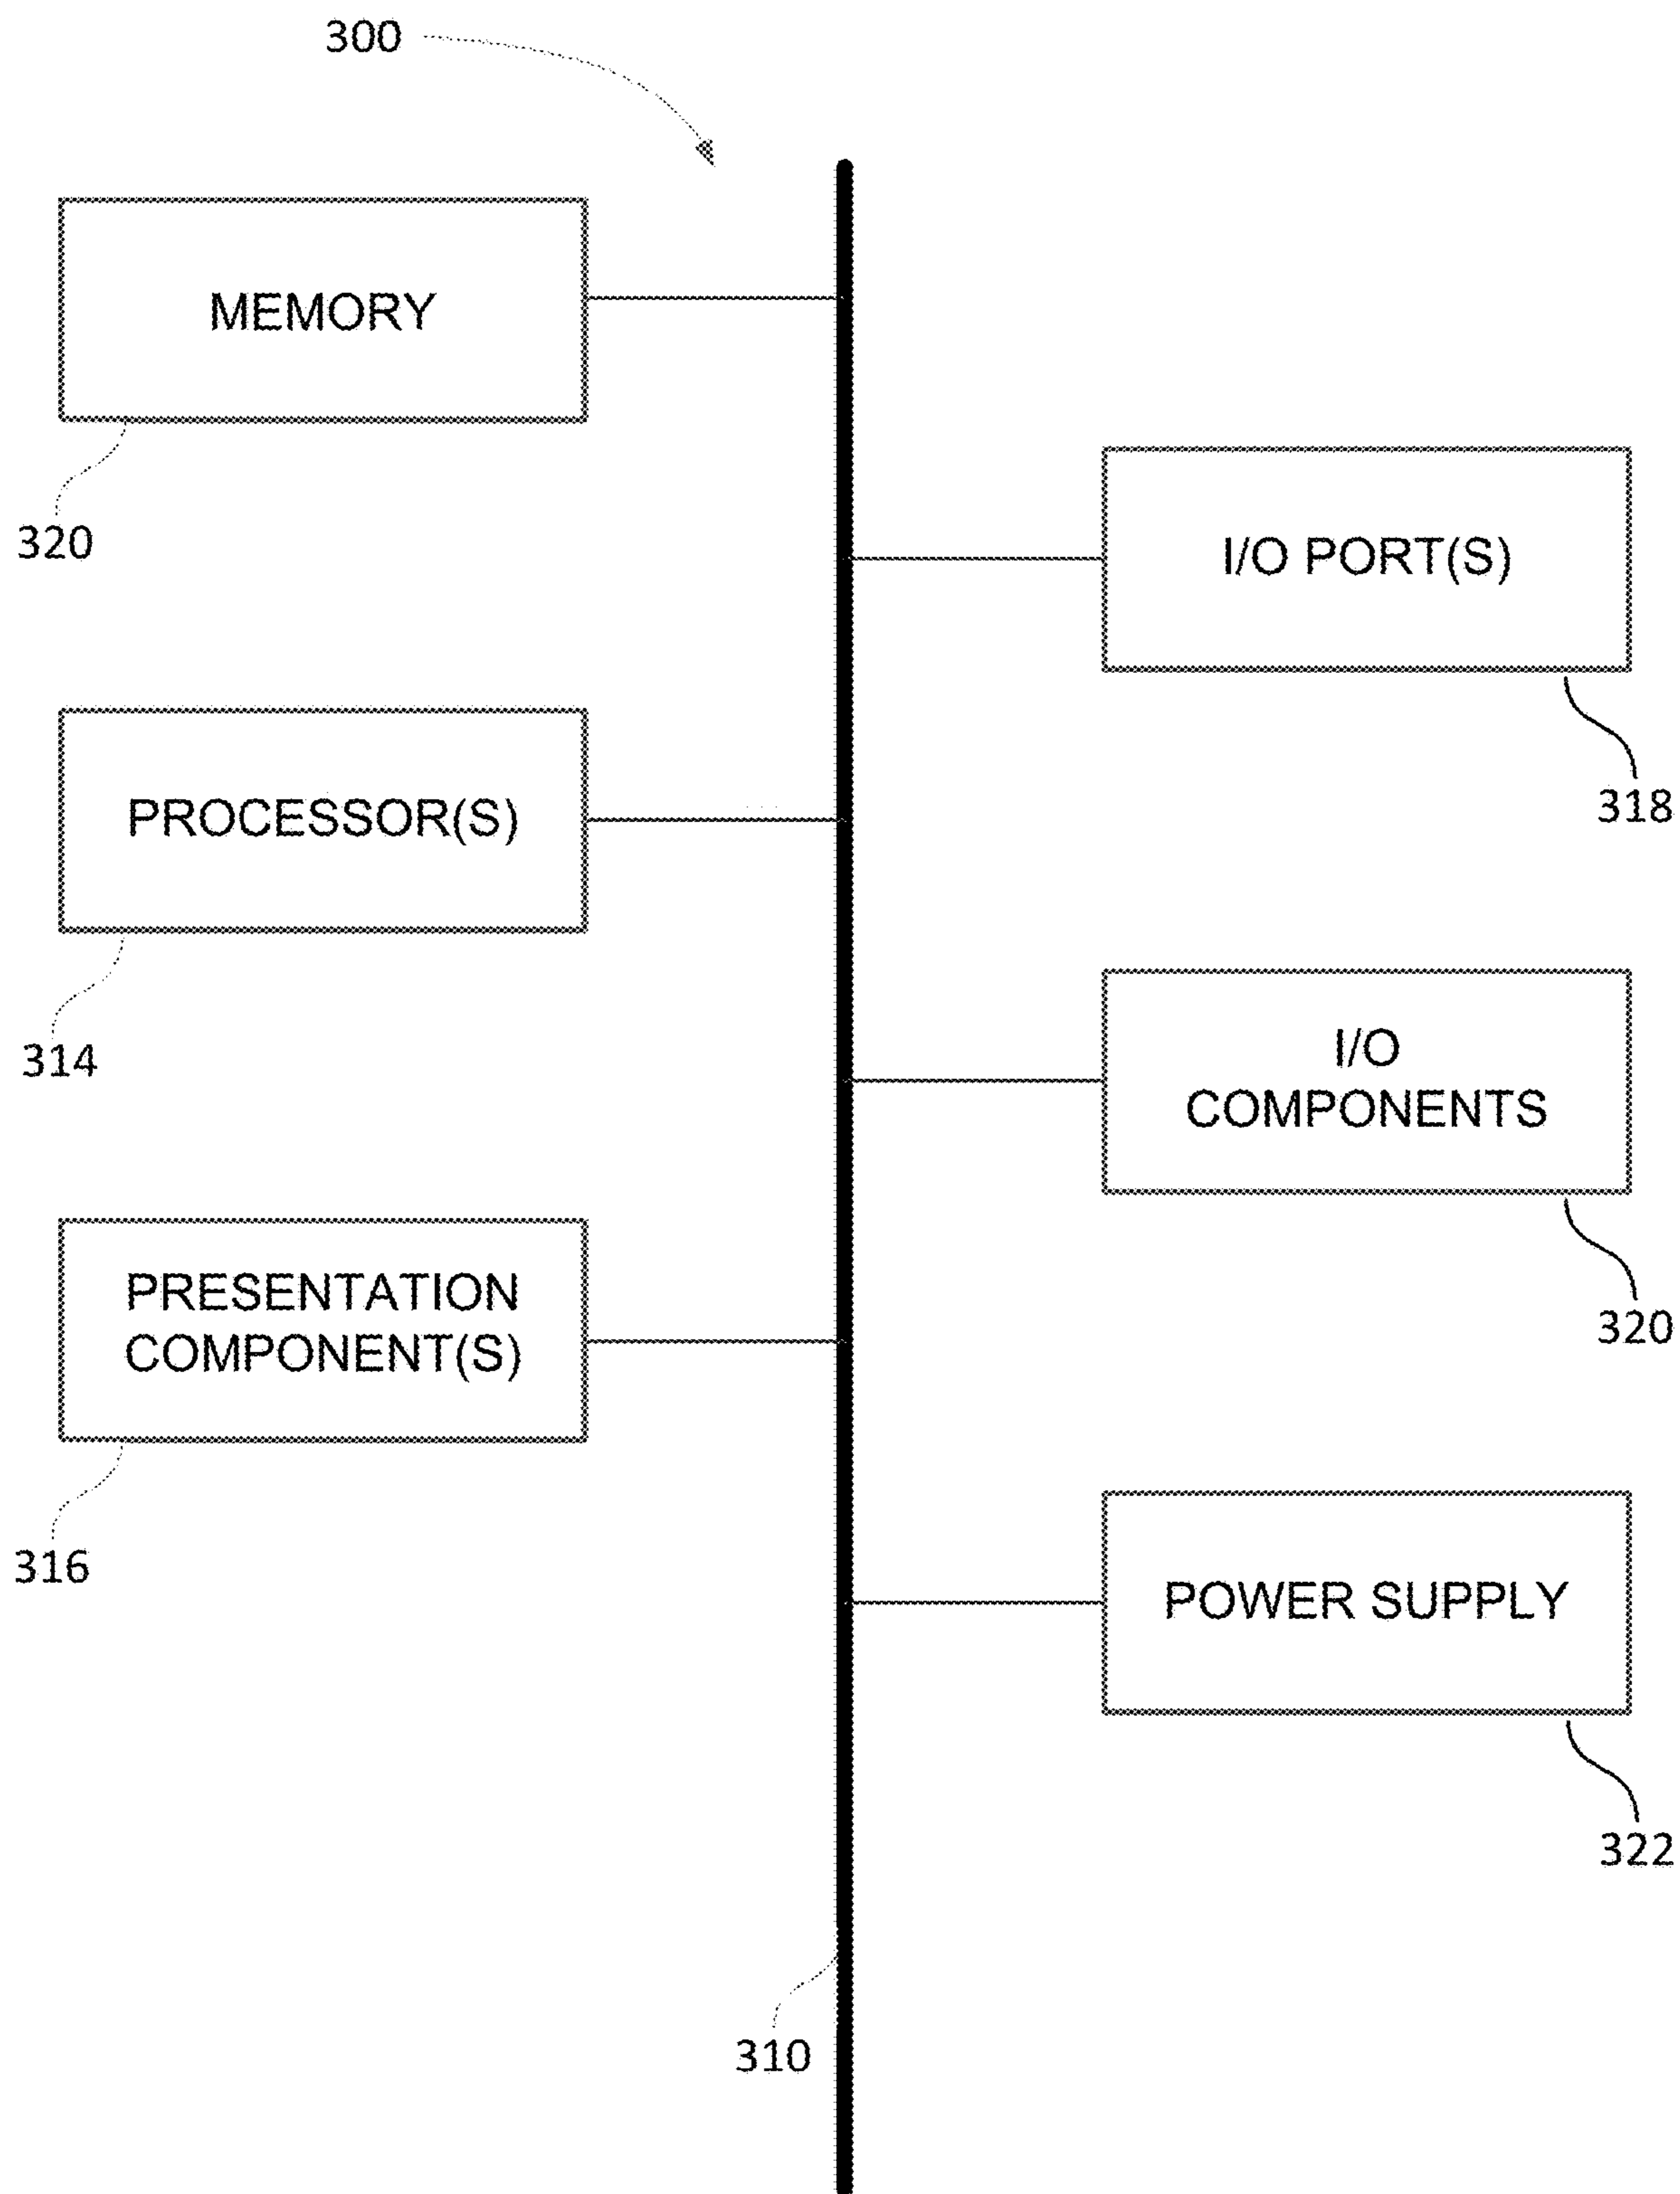 300
MEMORY
320
I/O PORT(S)
318
PROCESSOR(S)
314
I/O
COMPONENTS
320
PRESENTATION
COMPONENT(S)
316
POWER SUPPLY
322
310